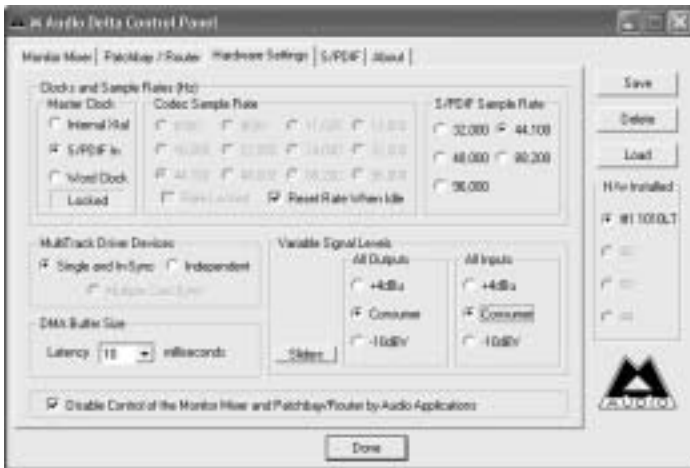 M Audio Delta Control Panel
Monitor Mixer | Patchbay / Router | Hardware Settings | S/PDIF | About
Clocks and Sample Rates (Hz)
Master Clock
Internal Xtal
S/PDIF In
Word Clock
Locked
Codec Sample Rate
Rate Locked
Reset Rate When Idle
S/PDIF Sample Rate
32,000 44,100
48,000 88,200
96,000
MultiTrack Driver Devices
Single and In-Sync Independent
DMA Buffer Size
Latency 10 milliseconds
Variable Signal Levels
Sliders
All Outputs
+4dBu
Consumer
-10dBV
All Inputs
+4dBu
Consumer
-10dBV
Disable Control of the Monitor Mixer and Patchbay/Router by Audio Applications
Save
Delete
Load
H/w Installed
#1 1010LT
M AUDIO
Done